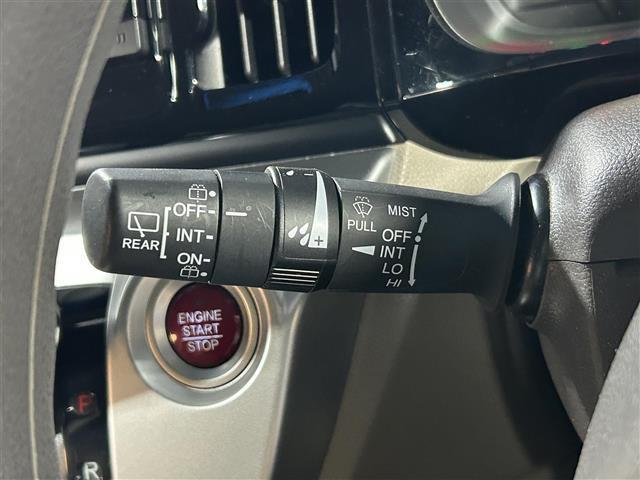 OFF
REAR
INT
ON
PULL
MIST
OFF
INT
LO
HI
ENGINE
START
STOP
P
R